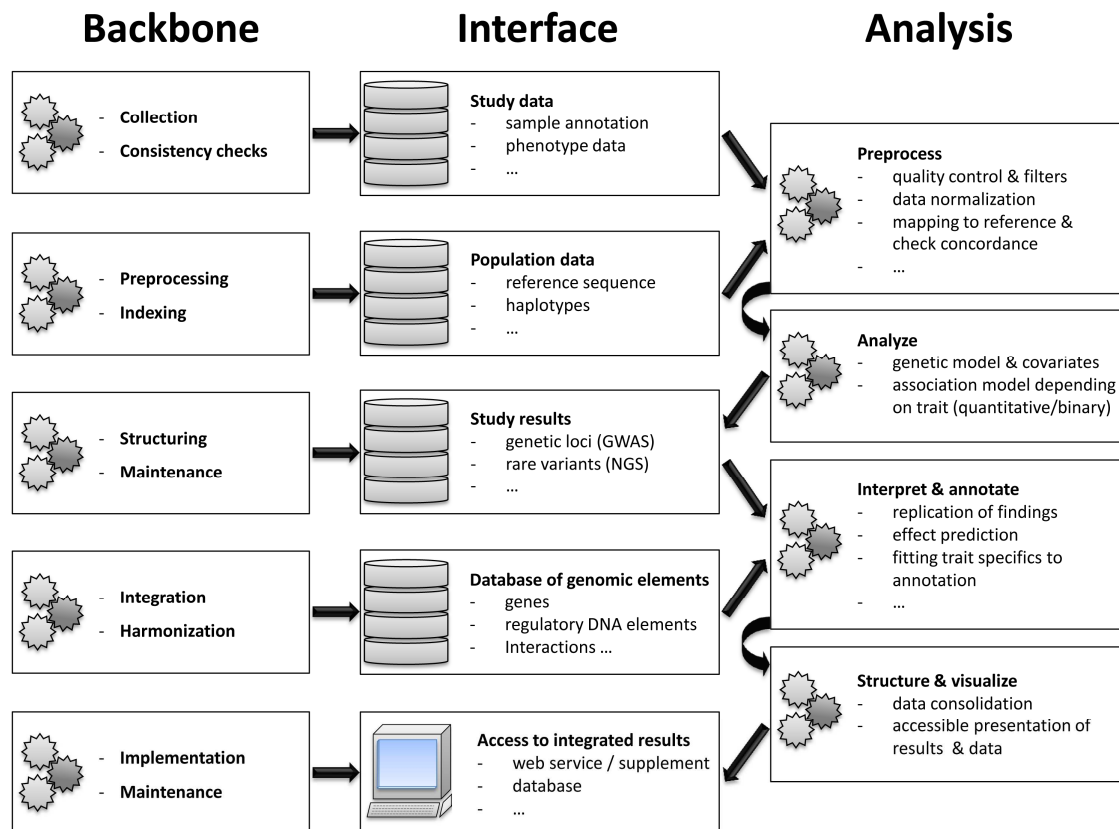 Backbone
Interface
Analysis
- Collection
- Consistency checks
Study data
- sample annotation
- phenotype data
- ...
Preprocess
- quality control & filters
- data normalization
- mapping to reference &
check concordance
- ...
- Preprocessing
- Indexing
Population data
- reference sequence
- haplotypes
- ...
Analyze
- genetic model & covariates
- association model depending
on trait (quantitative/binary)
- Structuring
- Maintenance
Study results
- genetic loci (GWAS)
- rare variants (NGS)
- ...
Interpret & annotate
- replication of findings
- effect prediction
- fitting trait specifics to
annotation
- ...
- Integration
- Harmonization
Database of genomic elements
- genes
- regulatory DNA elements
- Interactions ...
Structure & visualize
- data consolidation
- accessible presentation of
results & data
- Implementation
- Maintenance
Access to integrated results
- web service / supplement
- database
- ...